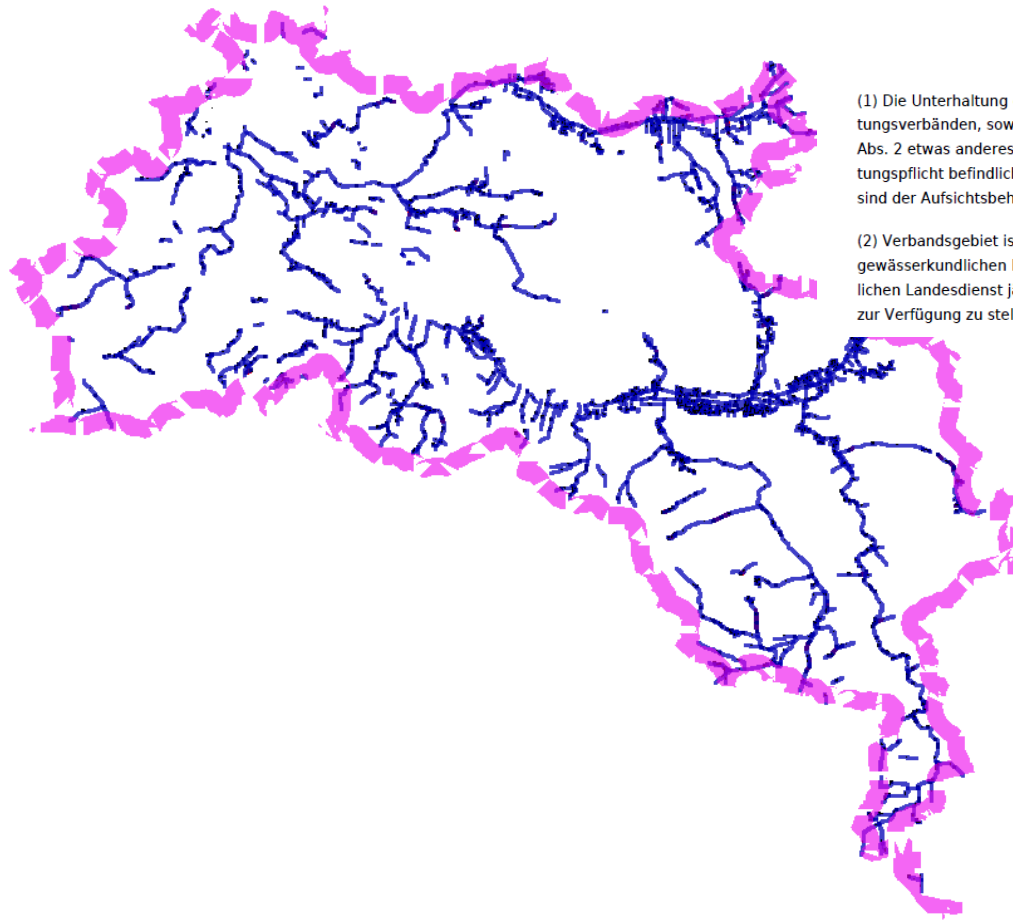 (1) Die Unterhaltung
tungsverbänden, sow
Abs. 2 etwas anderes
tungspflicht befindlich
sind der Aufsichtsbeh
(2) Verbandsgebiet is
gewässerkundlichen
lichen Landesdienst jä
zur Verfügung zu stel